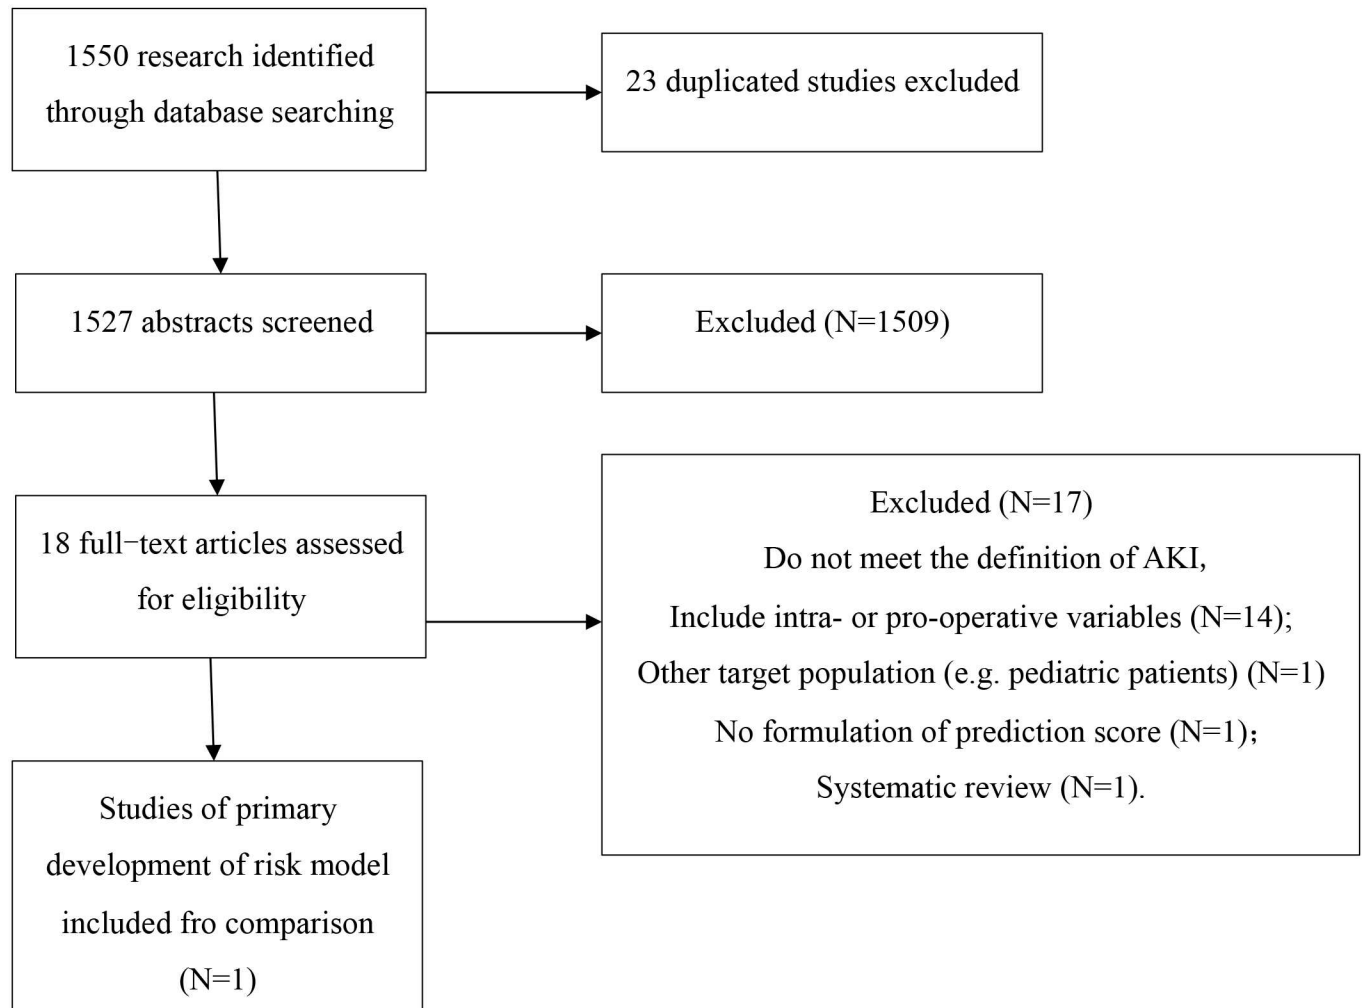 1550 research identified
through database searching
23 duplicated studies excluded
1527 abstracts screened
Excluded (N=1509)
18 full-text articles assessed
for eligibility
Excluded (N=17)
Do not meet the definition of AKI,
Include intra- or pro-operative variables (N=14);
Other target population (e.g. pediatric patients) (N=1)
No formulation of prediction score (N=1);
Systematic review (N=1).
Studies of primary
development of risk model
included fro comparison
(N=1)